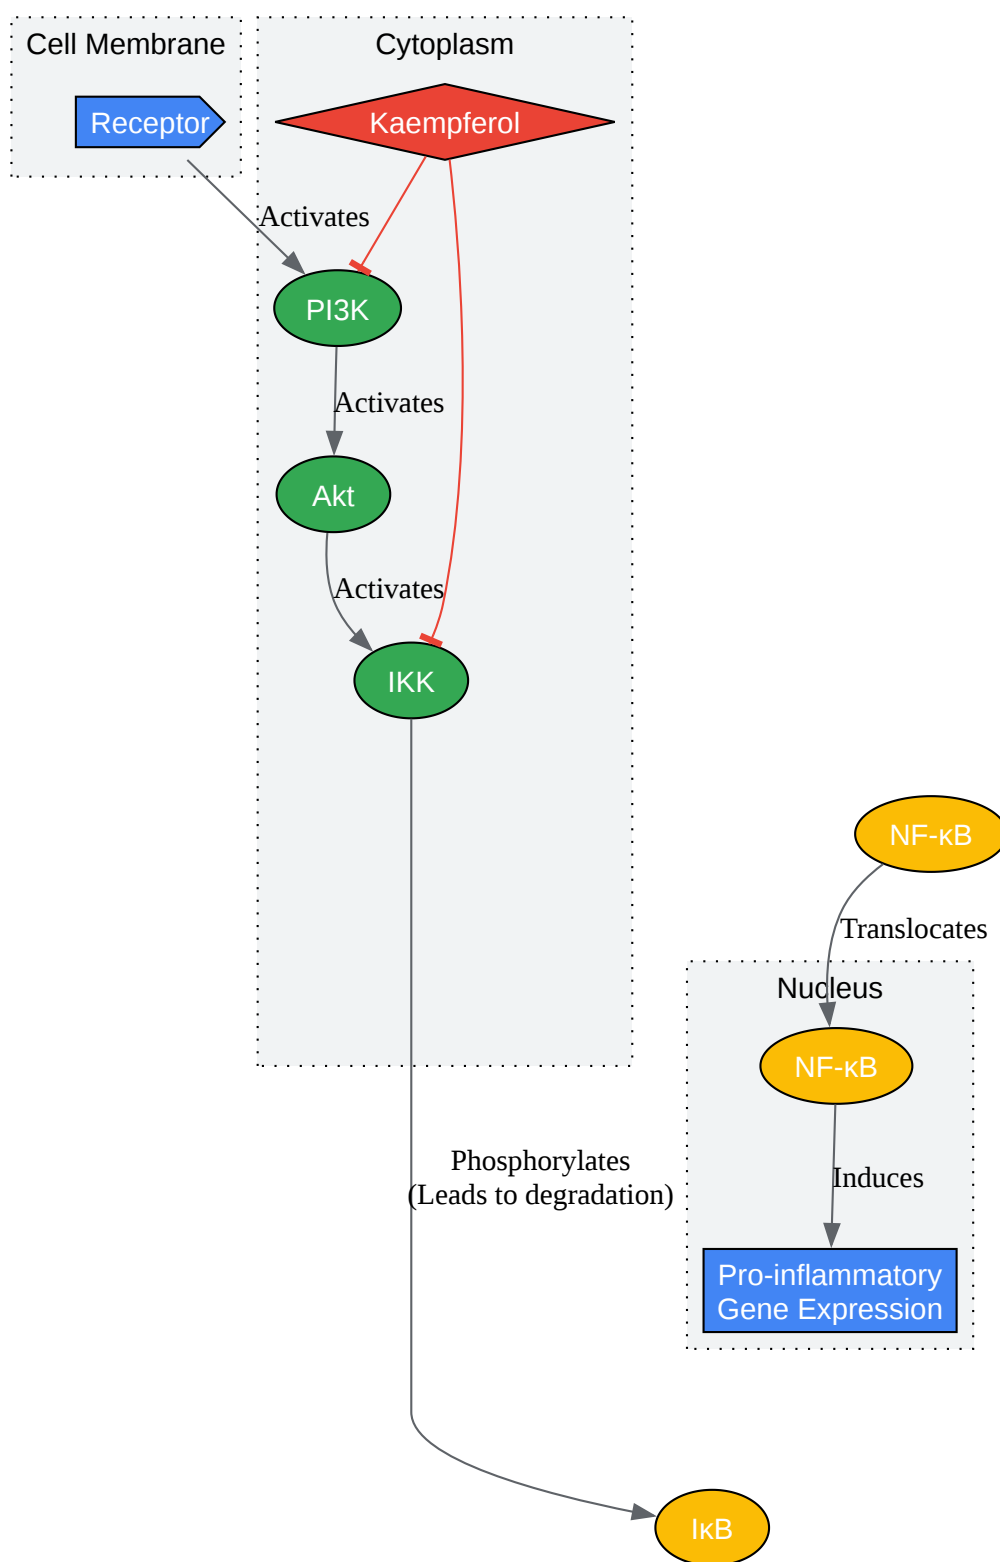 Cell Membrane
Cytoplasm
Receptor
Kaempferol
Activates
PI3K
Activates
Akt
Activates
IKK
NF-κB
Translocates
Nucleus
NF-κB
Phosphorylates
(Leads to degradation)
Induces
Pro-inflammatory
Gene Expression
IκB